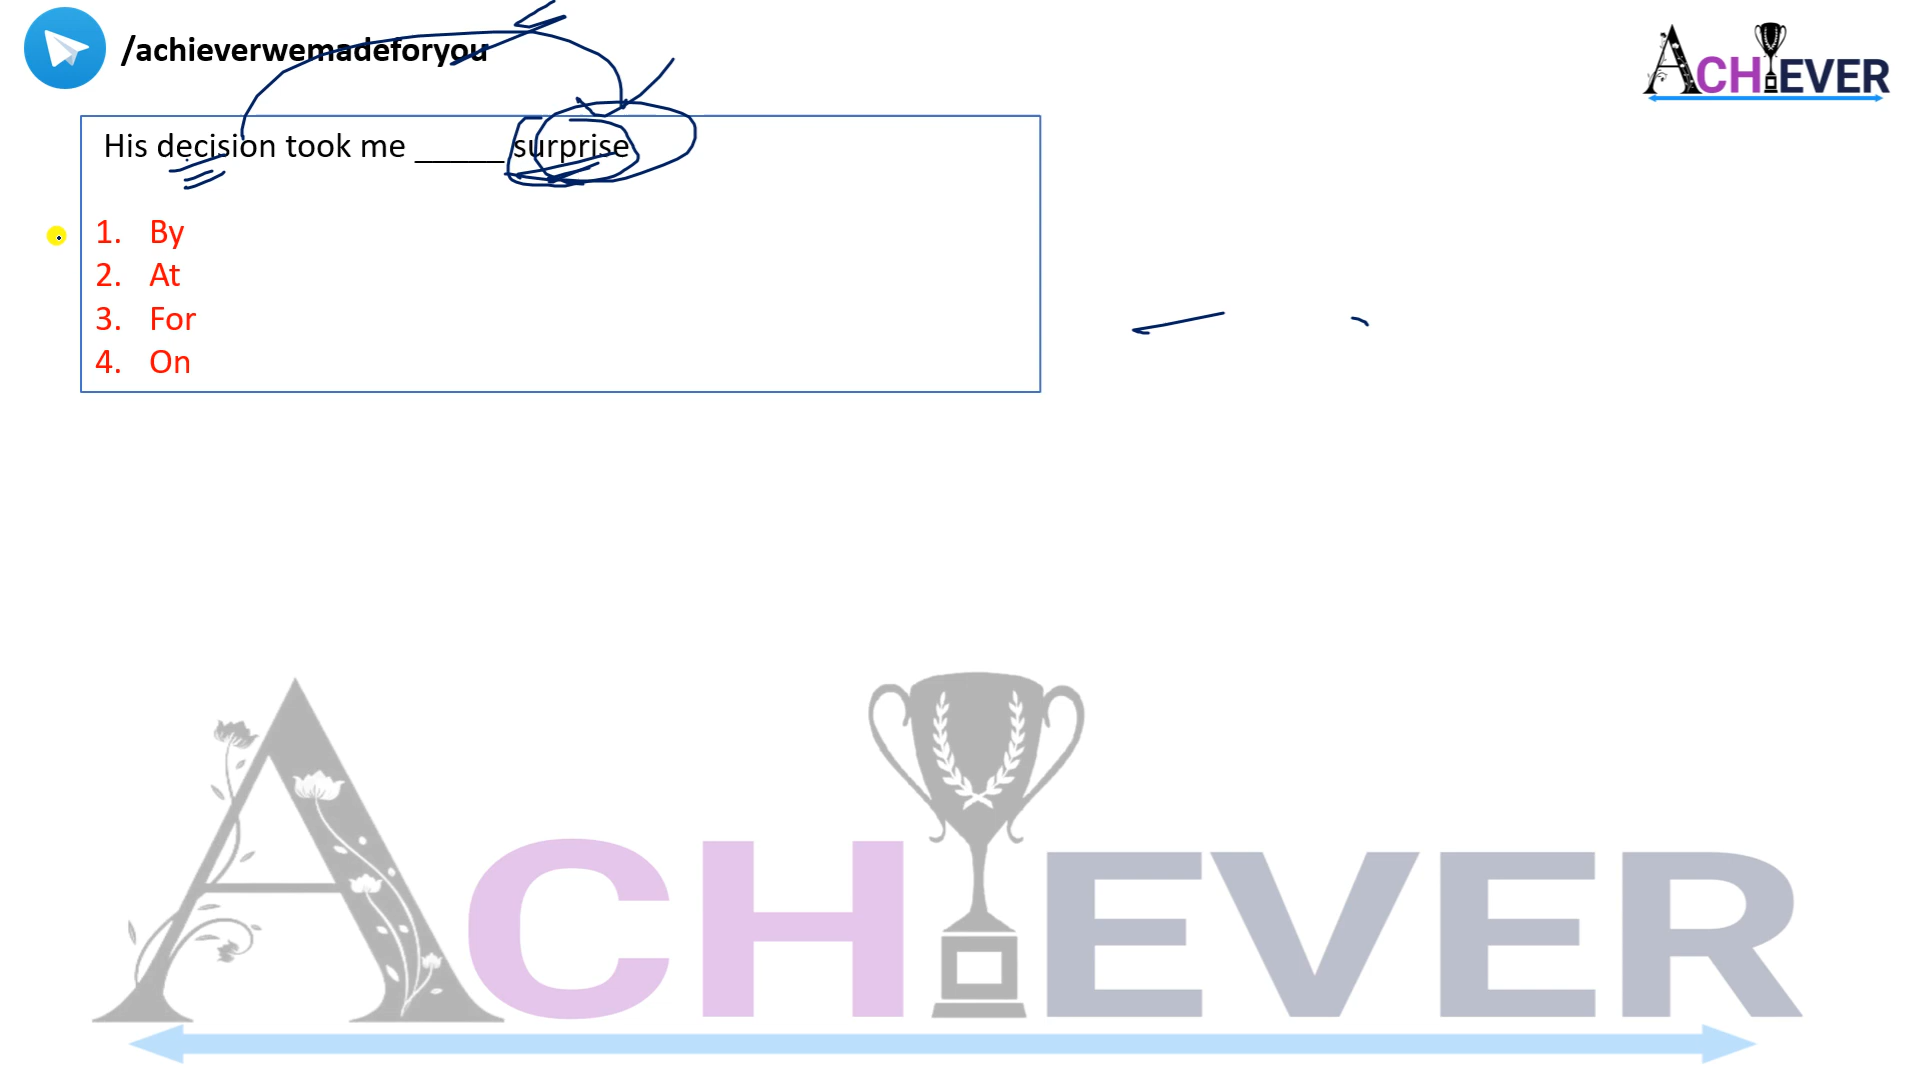 /achieverwemadeforyou
ACHIEVER
His decision took me ______ surprise
1. By
2. At
3. For
4. On
ACHIEVER